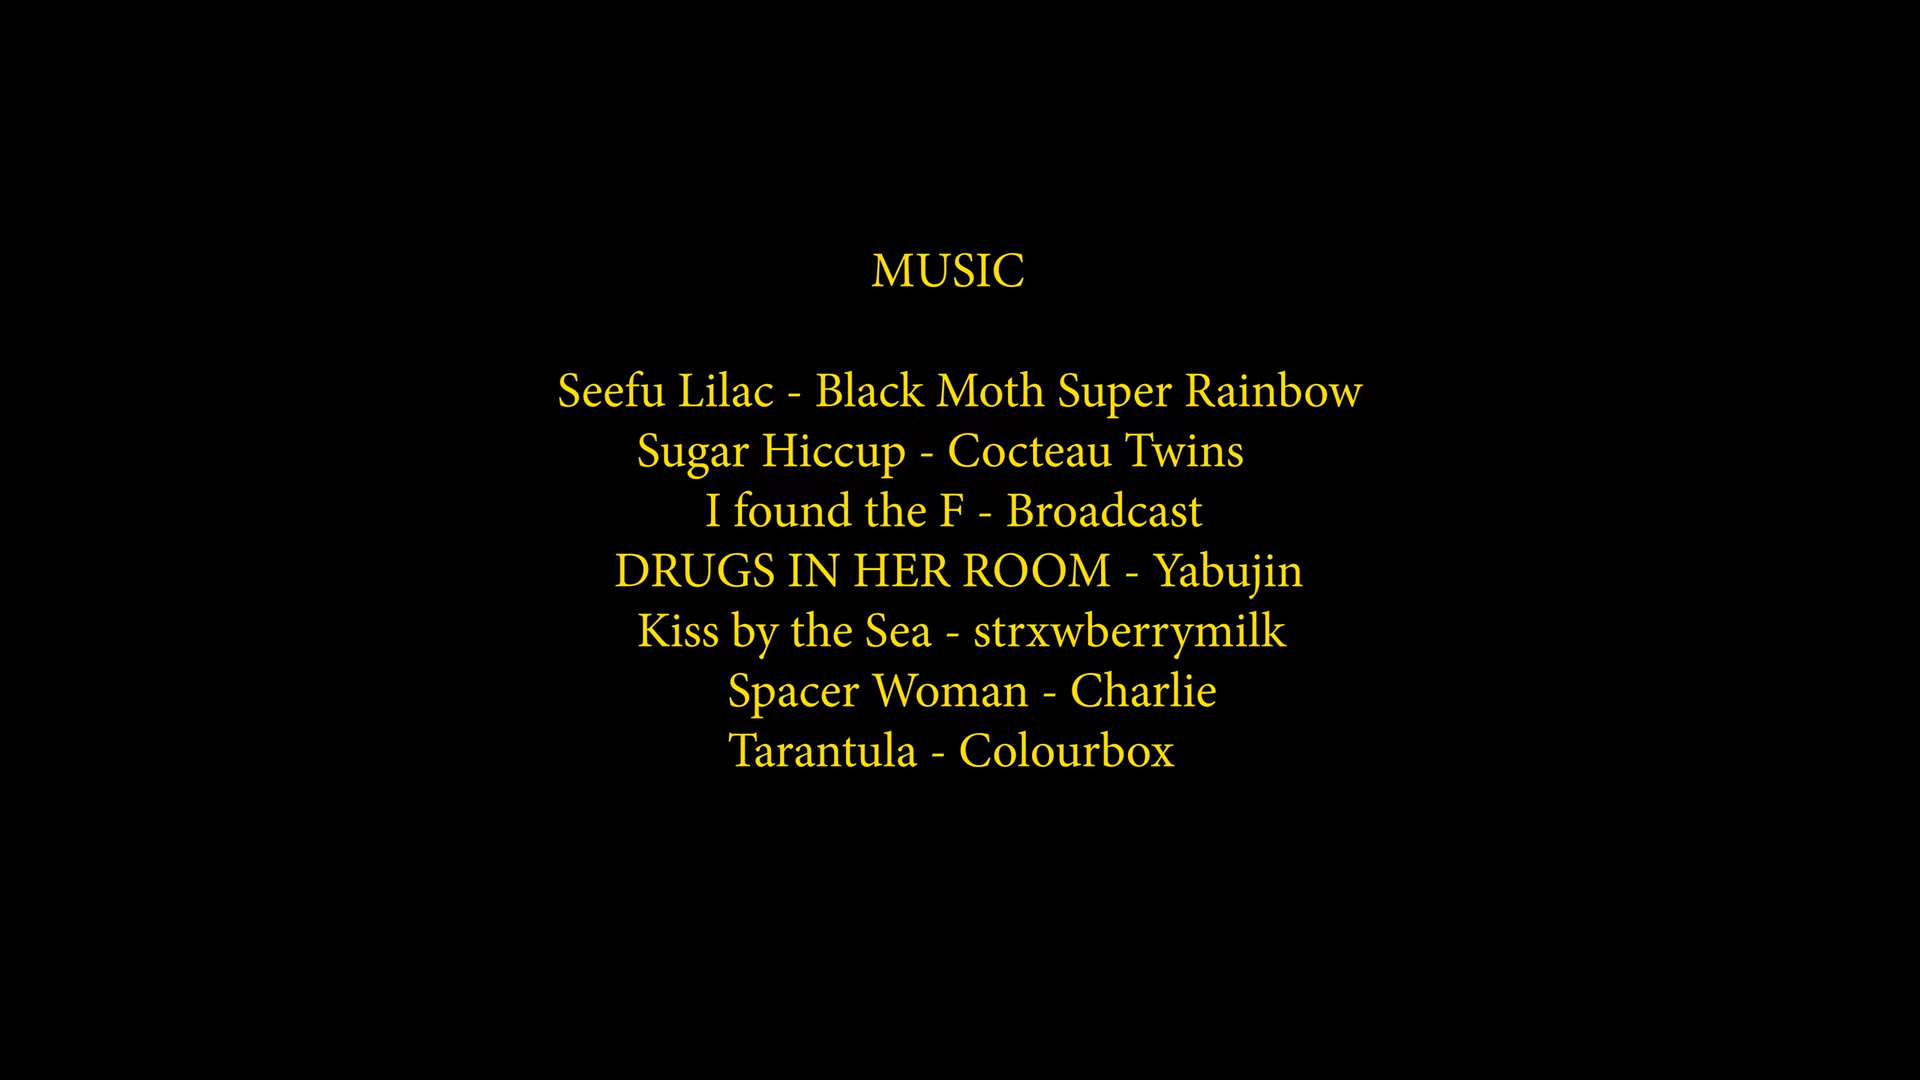 MUSIC
Seefu Lilac - Black Moth Super Rainbow
Sugar Hiccup - Cocteau Twins
I found the F - Broadcast
DRUGS IN HER ROOM - Yabujin
Kiss by the Sea - strxwberrymilk
Spacer Woman - Charlie
Tarantula - Colourbox